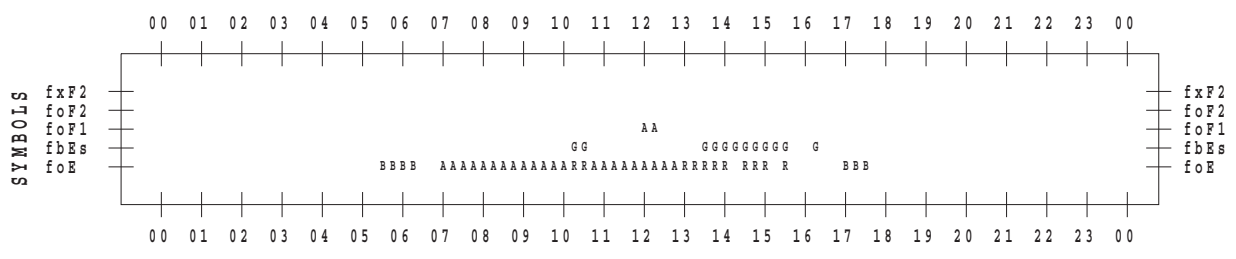 00 01 02 03 04 05 06 07 08 09 10 11 12 13 14 15 16 17 18 19 20 21 22 23 00
SYMBOLS
fxF2 fxF2
foF2 foF2
foF1 AA foF1
fbEs GG GGGGGGGGG G fbEs
foE BBBB AAAAAAAAAAAAARRAAAAAAAAARRRRR RRR R BBB foE
00 01 02 03 04 05 06 07 08 09 10 11 12 13 14 15 16 17 18 19 20 21 22 23 00